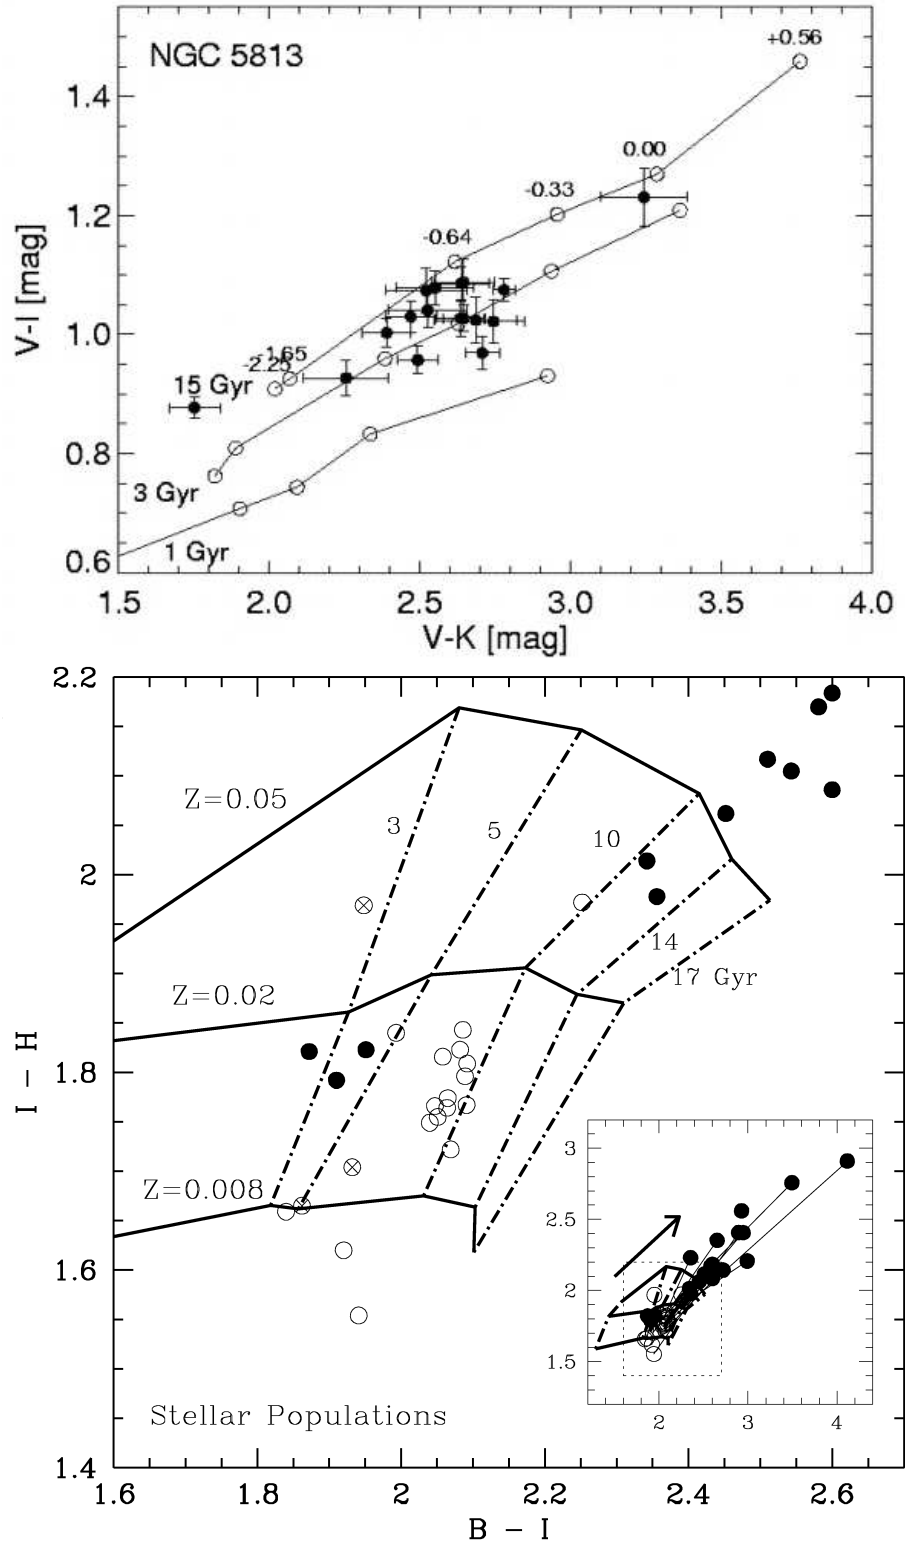 NGC 5813
+0.56
1.4
0.00
-0.33
1.2
-0.64
V-I [mag]
1.0
-1.65
-2.25
15 Gyr
0.8
3 Gyr
1 Gyr
0.6
1.5 2.0 2.5 3.0 3.5 4.0
V-K [mag]
2.2
Z=0.05
3
5
10
2
14
17 Gyr
Z=0.02
I - H
1.8
Z=0.008
3
2.5
1.6
2
1.5
Stellar Populations
2 3 4
1.4
1.6 1.8 2 2.2 2.4 2.6
B - I